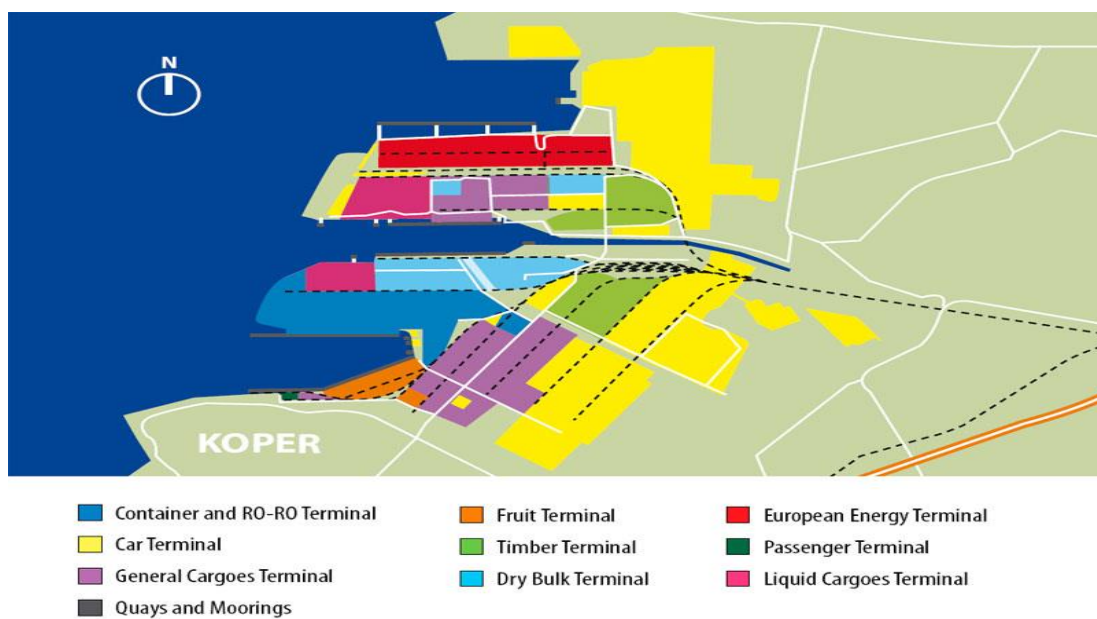 N
KOPER
Container and RO-RO Terminal
Car Terminal
General Cargoes Terminal
Quays and Moorings
Fruit Terminal
Timber Terminal
Dry Bulk Terminal
European Energy Terminal
Passenger Terminal
Liquid Cargoes Terminal